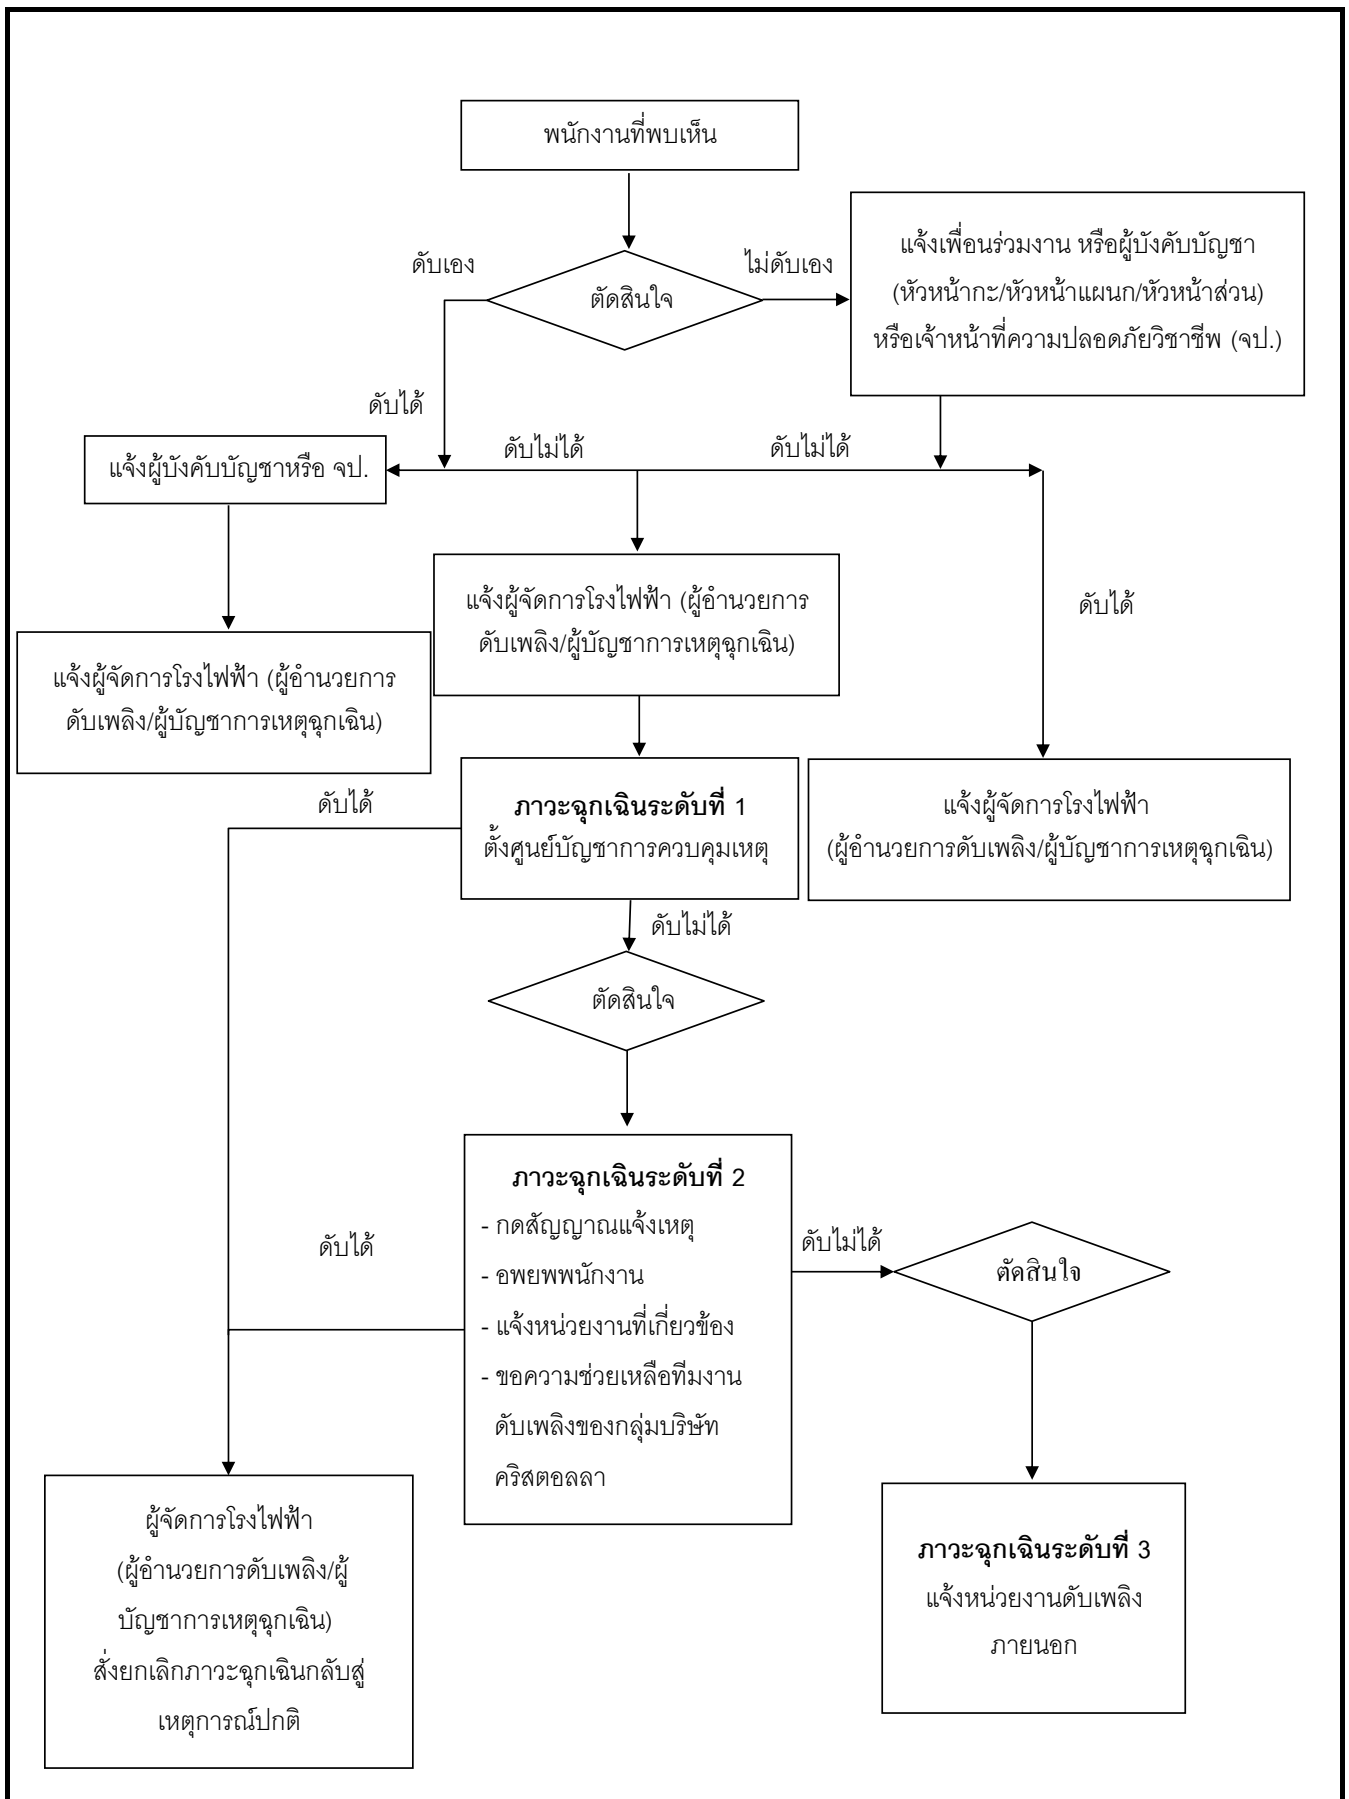 พนักงานที่พบเห็น
แจ้งเพื่อนร่วมงาน หรือผู้บังคับบัญชา
(หัวหน้ากะ/หัวหน้าแผนก/หัวหน้าส่วน)
หรือเจ้าหน้าที่ความปลอดภัยวิชาชีพ (จป.)
ดับเอง
ไม่ดับเอง
ตัดสินใจ
ดับได้
ดับไม่ได้
ดับไม่ได้
แจ้งผู้บังคับบัญชาหรือ จป.
แจ้งผู้จัดการโรงไฟฟ้า (ผู้อำนวยการ
ดับเพลิง/ผู้บัญชาการเหตุฉุกเฉิน)
ดับได้
แจ้งผู้จัดการโรงไฟฟ้า (ผู้อำนวยการ
ดับเพลิง/ผู้บัญชาการเหตุฉุกเฉิน)
ดับได้
ภาวะฉุกเฉินระดับที่ 1
ตั้งศูนย์บัญชาการควบคุมเหตุ
แจ้งผู้จัดการโรงไฟฟ้า
(ผู้อำนวยการดับเพลิง/ผู้บัญชาการเหตุฉุกเฉิน)
ดับไม่ได้
ตัดสินใจ
ภาวะฉุกเฉินระดับที่ 2
- กดสัญญาณแจ้งเหตุ
- อพยพพนักงาน
- แจ้งหน่วยงานที่เกี่ยวข้อง
- ขอความช่วยเหลือทีมงาน
ดับเพลิงของกลุ่มบริษัท
คริสตอลลา
ดับได้
ดับไม่ได้
ตัดสินใจ
ผู้จัดการโรงไฟฟ้า
(ผู้อำนวยการดับเพลิง/ผู้
บัญชาการเหตุฉุกเฉิน)
สั่งยกเลิกภาวะฉุกเฉินกลับสู่
เหตุการณ์ปกติ
ภาวะฉุกเฉินระดับที่ 3
แจ้งหน่วยงานดับเพลิง
ภายนอก